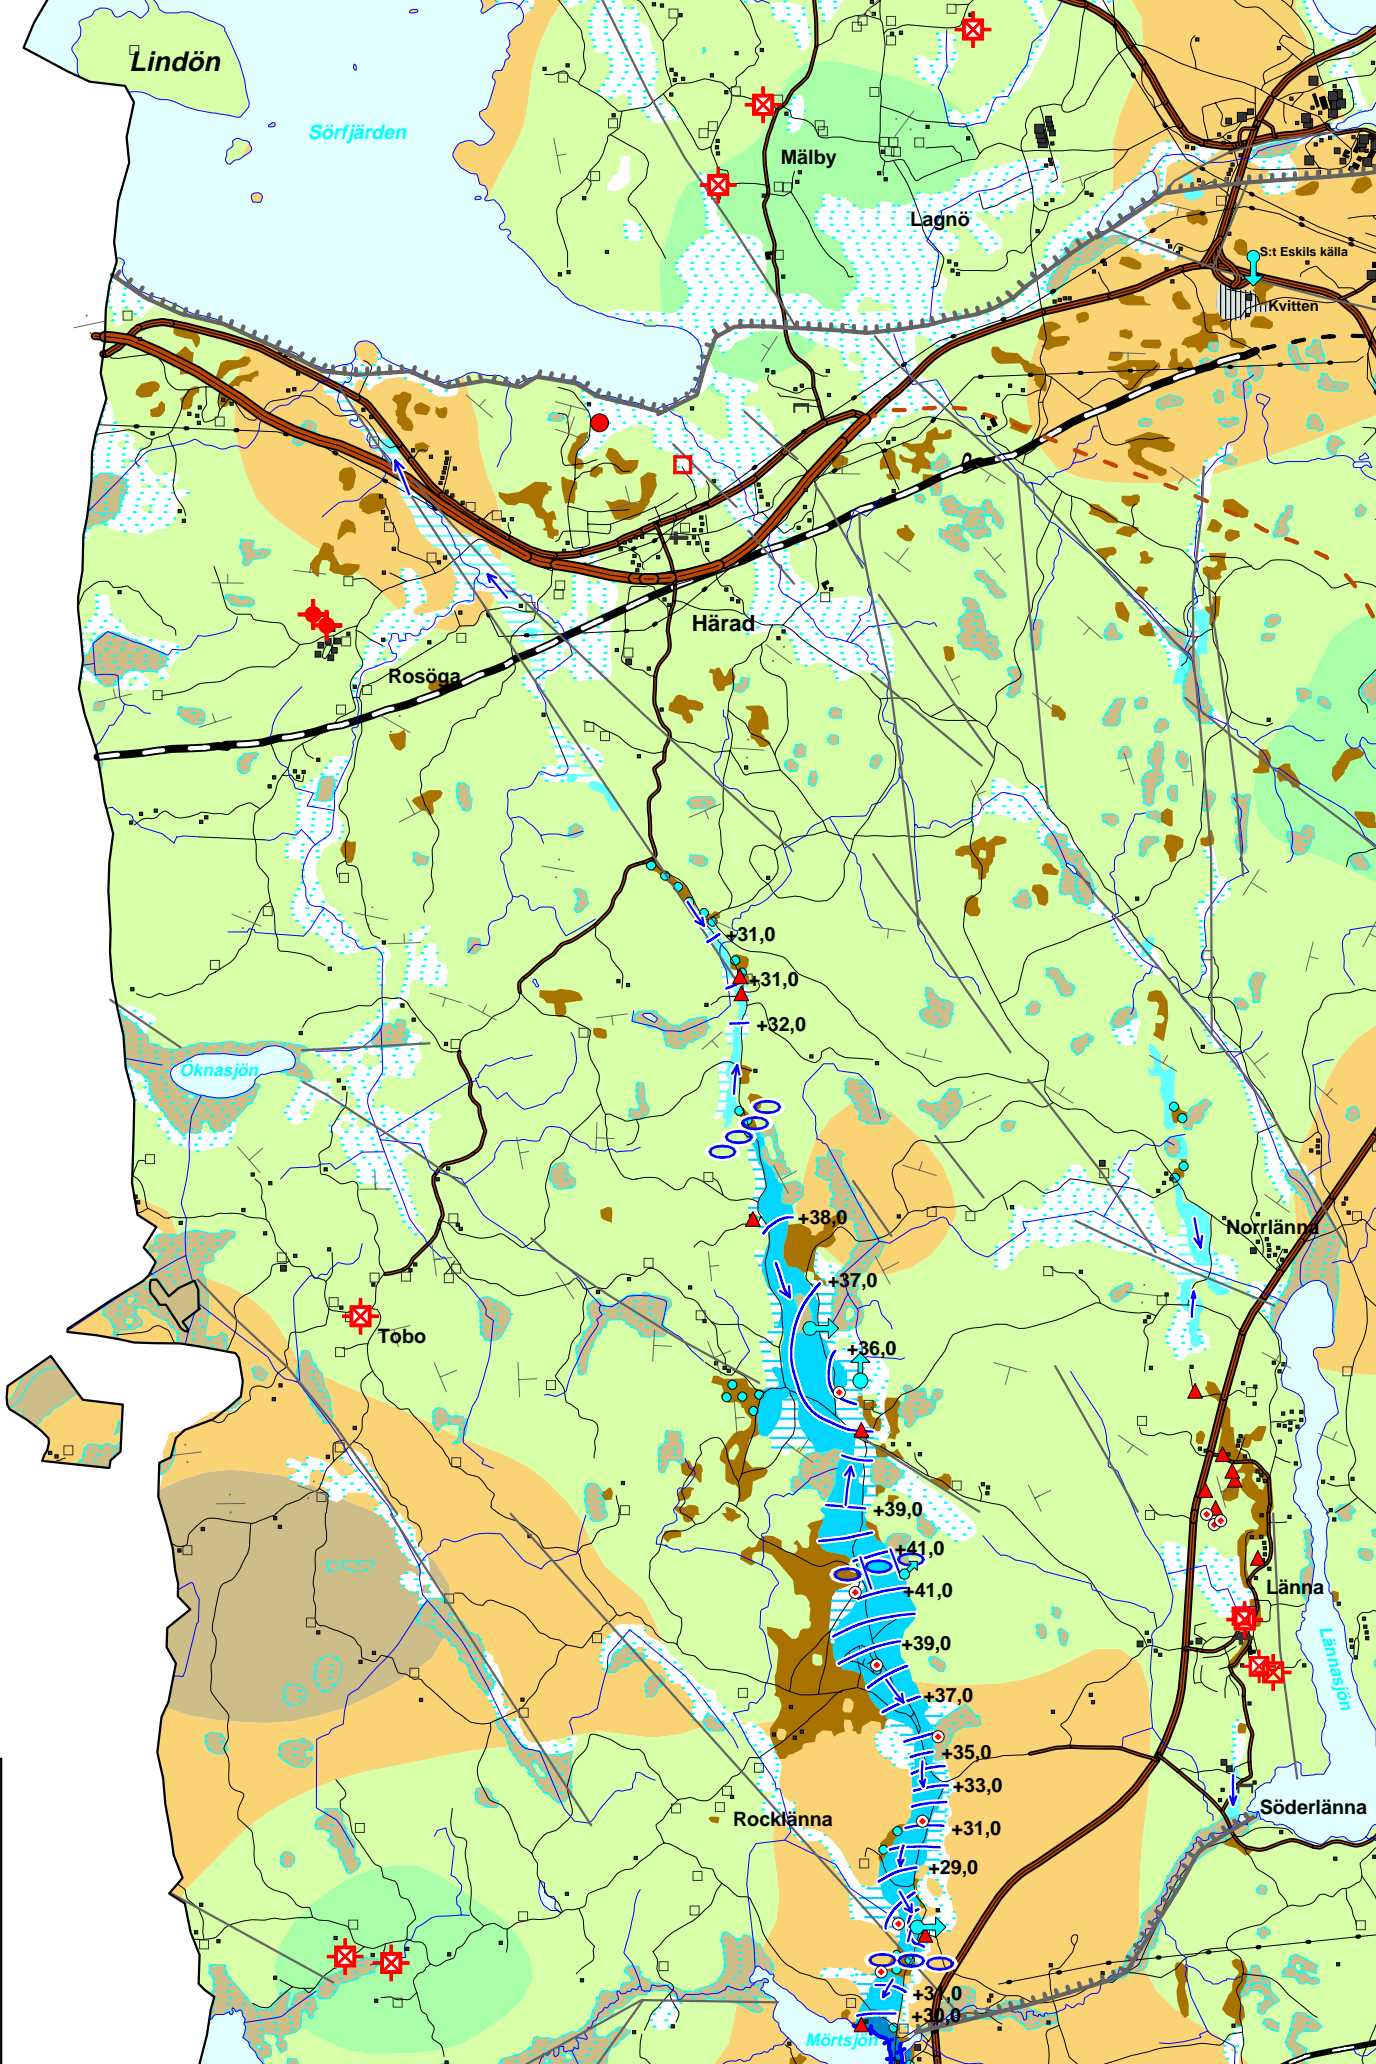 Lindön
Sörfjärden
Mälby
Lagnö
S:t Eskils källa
Kvitten
Härad
Rosöga
+31,0
+31,0
+32,0
Oknasjön
+38,0
Norrlänna
+37,0
Tobo
+36,0
+39,0
+41,0
+41,0
Länna
+39,0
Lännasjön
+37,0
+35,0
+33,0
Söderlänna
Rocklänna
+31,0
+29,0
+31,0
+30,0
Mörtsjön